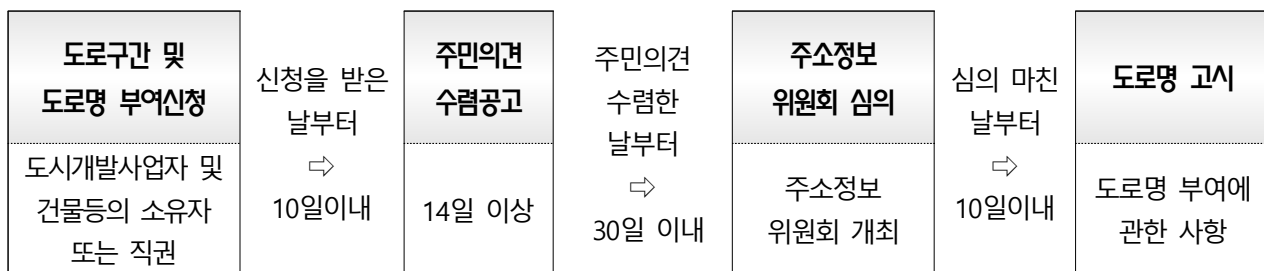 도로구간 및
도로명 부여신청
도시개발사업자 및
건물등의 소유자
또는 직권
신청을 받은
날부터
⇨
10일이내
주민의견
수렴공고
14일 이상
주민의견
수렴한
날부터
⇨
30일 이내
주소정보
위원회 심의
주소정보
위원회 개최
심의 마친
날부터
⇨
10일이내
도로명 고시
도로명 부여에
관한 사항